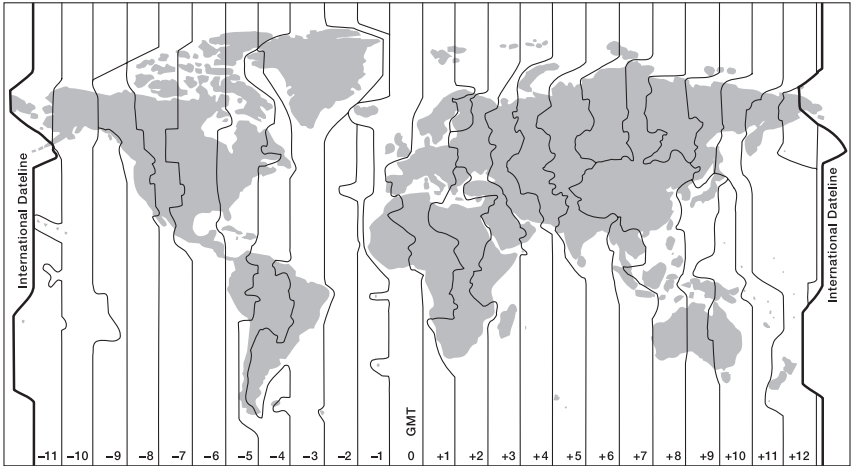 International Dateline
International Dateline
GMT
–11 –10 –9 –8 –7 –6 –5 –4 –3 –2 –1 0 +1 +2 +3 +4 +5 +6 +7 +8 +9 +10 +11 +12